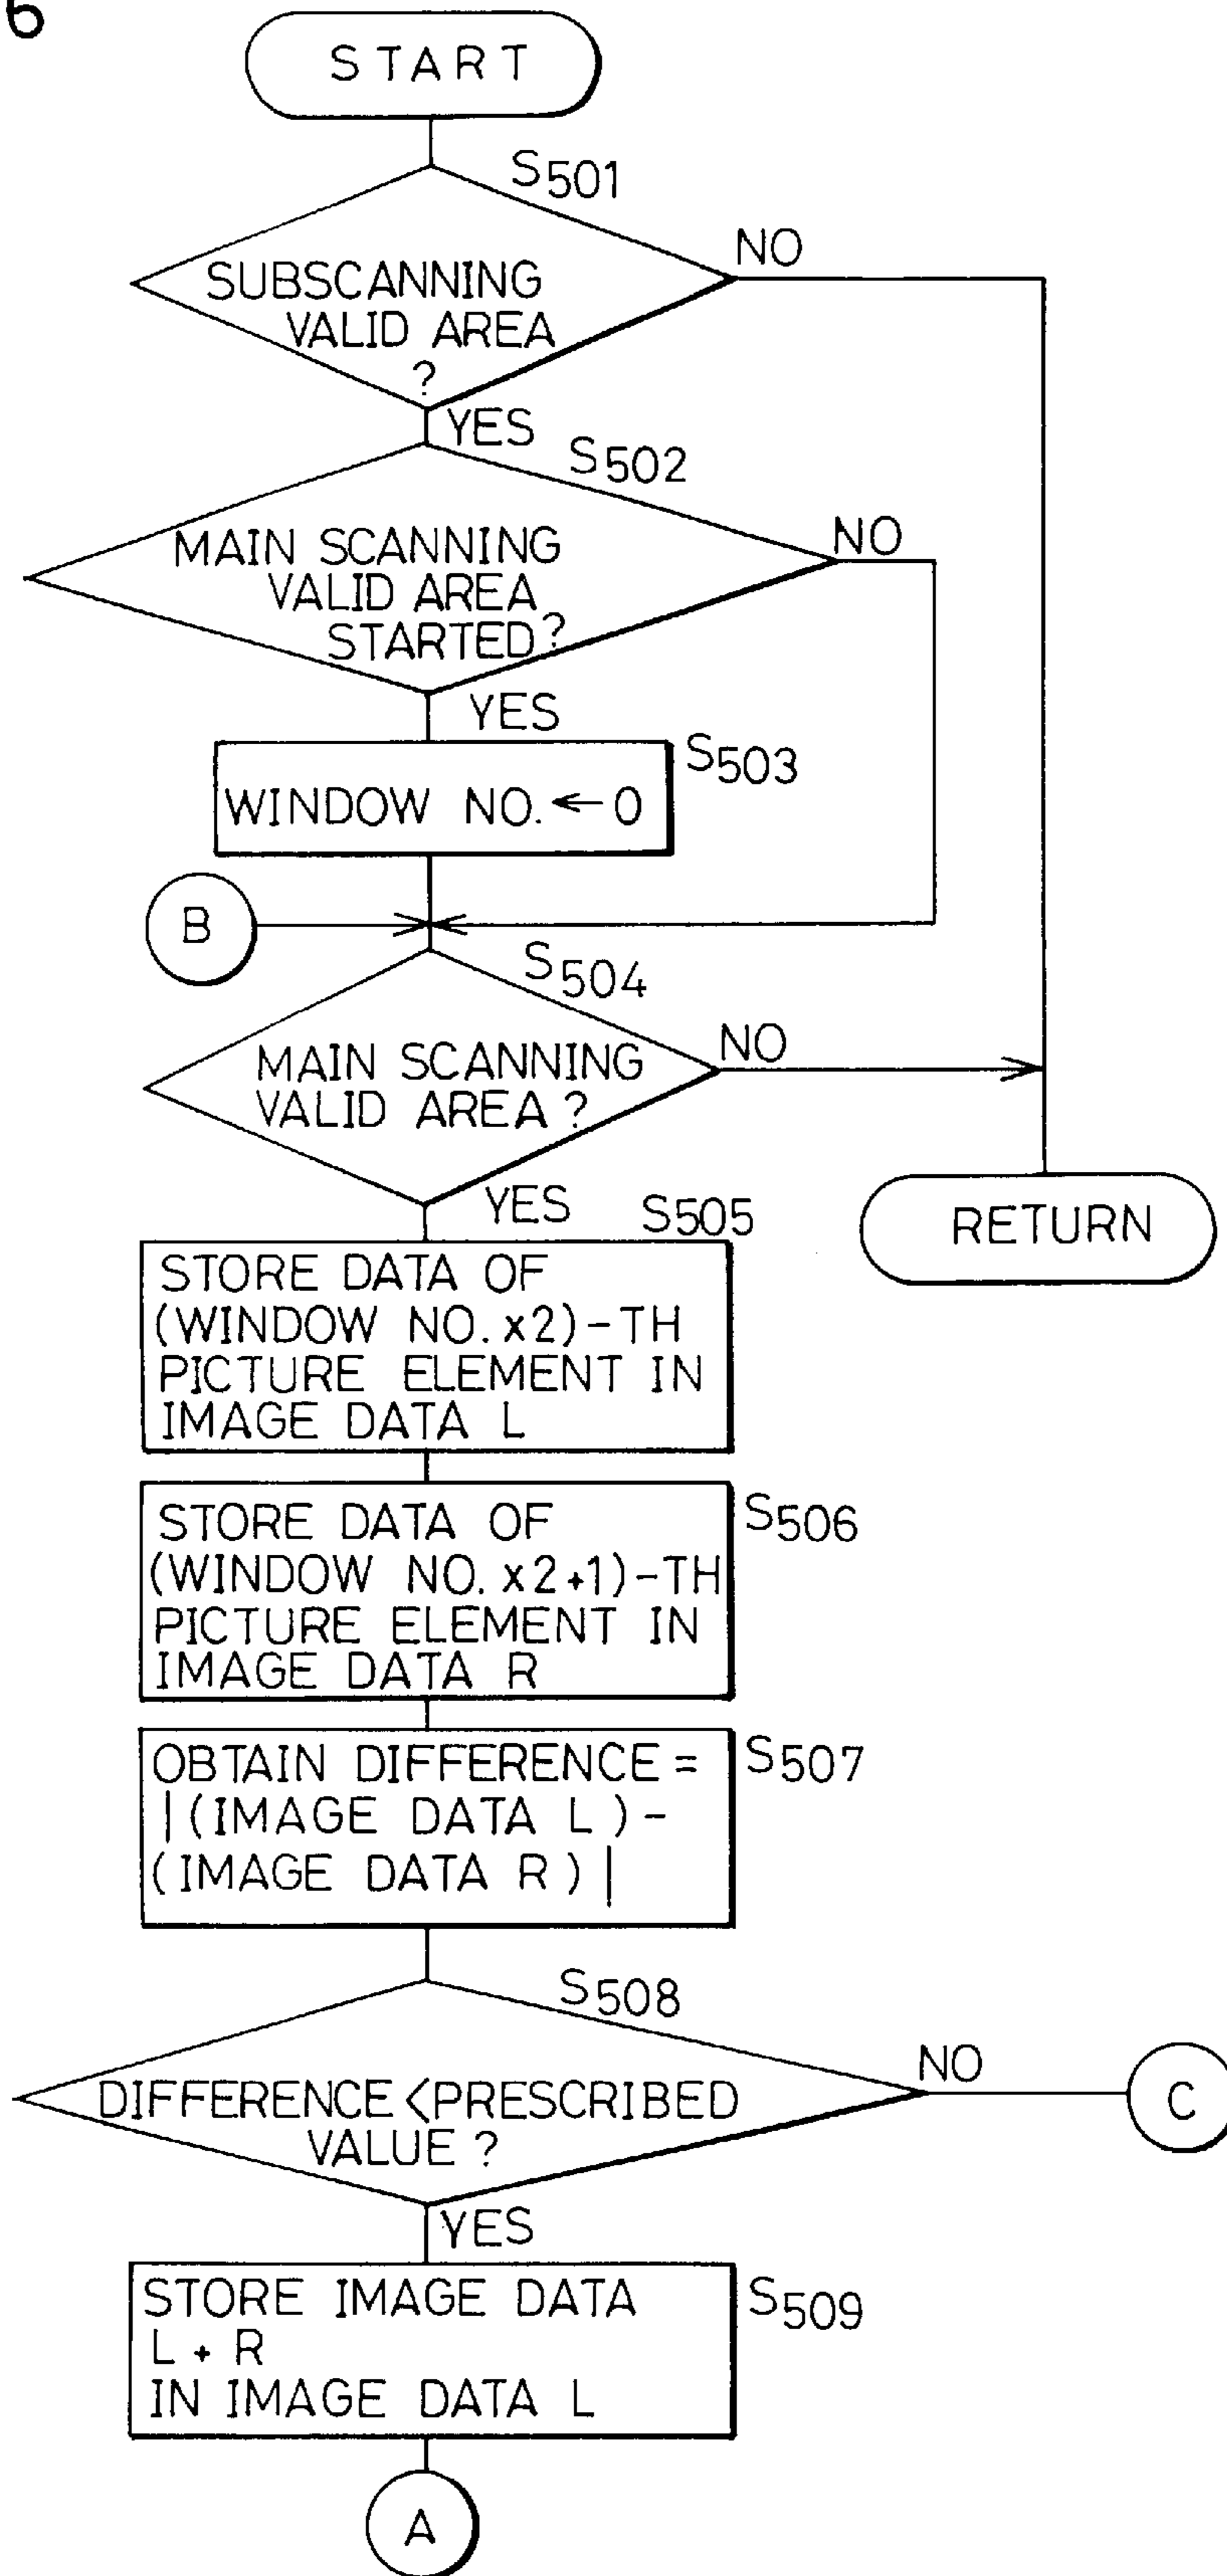 6
START
S501
SUBSCANNING
VALID AREA
?
NO
YES
S502
MAIN SCANNING
VALID AREA
STARTED?
NO
YES
S503
WINDOW NO.←0
B
S504
MAIN SCANNING
VALID AREA?
NO
YES
RETURN
S505
STORE DATA OF
(WINDOW NO.x2)-TH
PICTURE ELEMENT IN
IMAGE DATA L
S506
STORE DATA OF
(WINDOW NO.x2+1)-TH
PICTURE ELEMENT IN
IMAGE DATA R
S507
OBTAIN DIFFERENCE=
|(IMAGE DATA L)-
(IMAGE DATA R)|
S508
DIFFERENCE<PRESCRIBED
VALUE?
NO
C
YES
S509
STORE IMAGE DATA
L+R
IN IMAGE DATA L
A